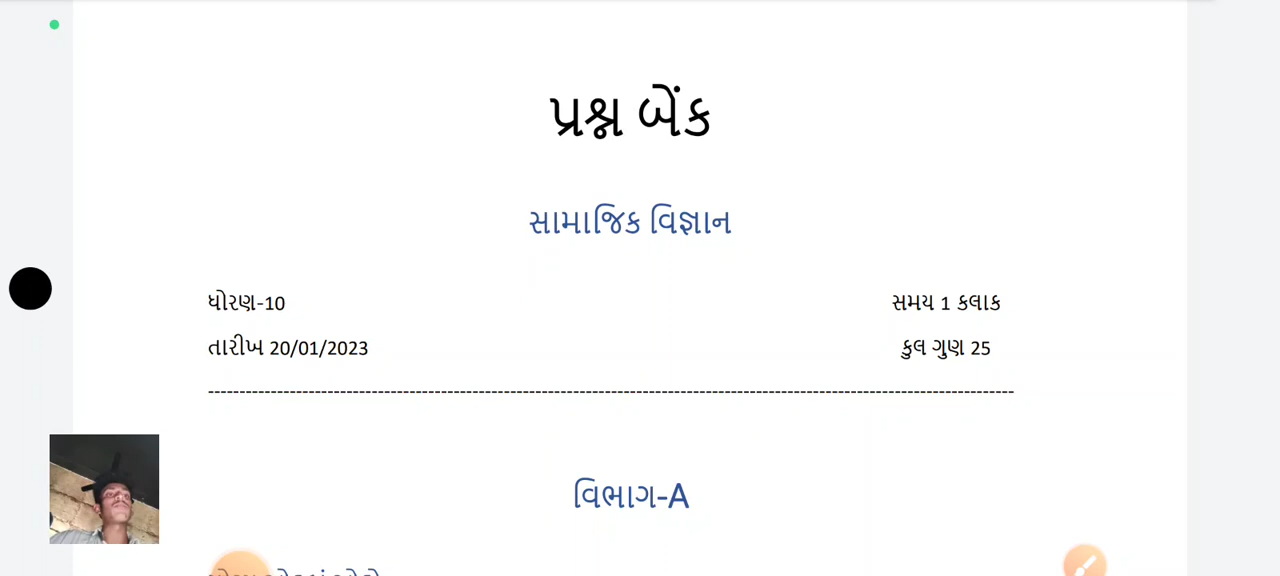 પ્રશ્ન બેંક
સામાજિક વિજ્ઞાન
ધોરણ-10 સમય 1 કલાક
તારીખ 20/01/2023 કુલ ગુણ 25
--------------------------------------------------------------------------------------------------------------------------------
વિભાગ-A